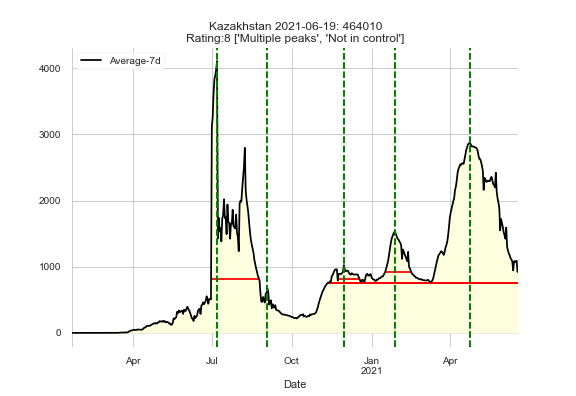 Kazakhstan 2021-06-19: 464010
Rating:8 ['Multiple peaks', 'Not in control']
Average-7d
4000
3000
2000
1000
0
Apr
Jul
Oct
Jan
2021
Apr
Date